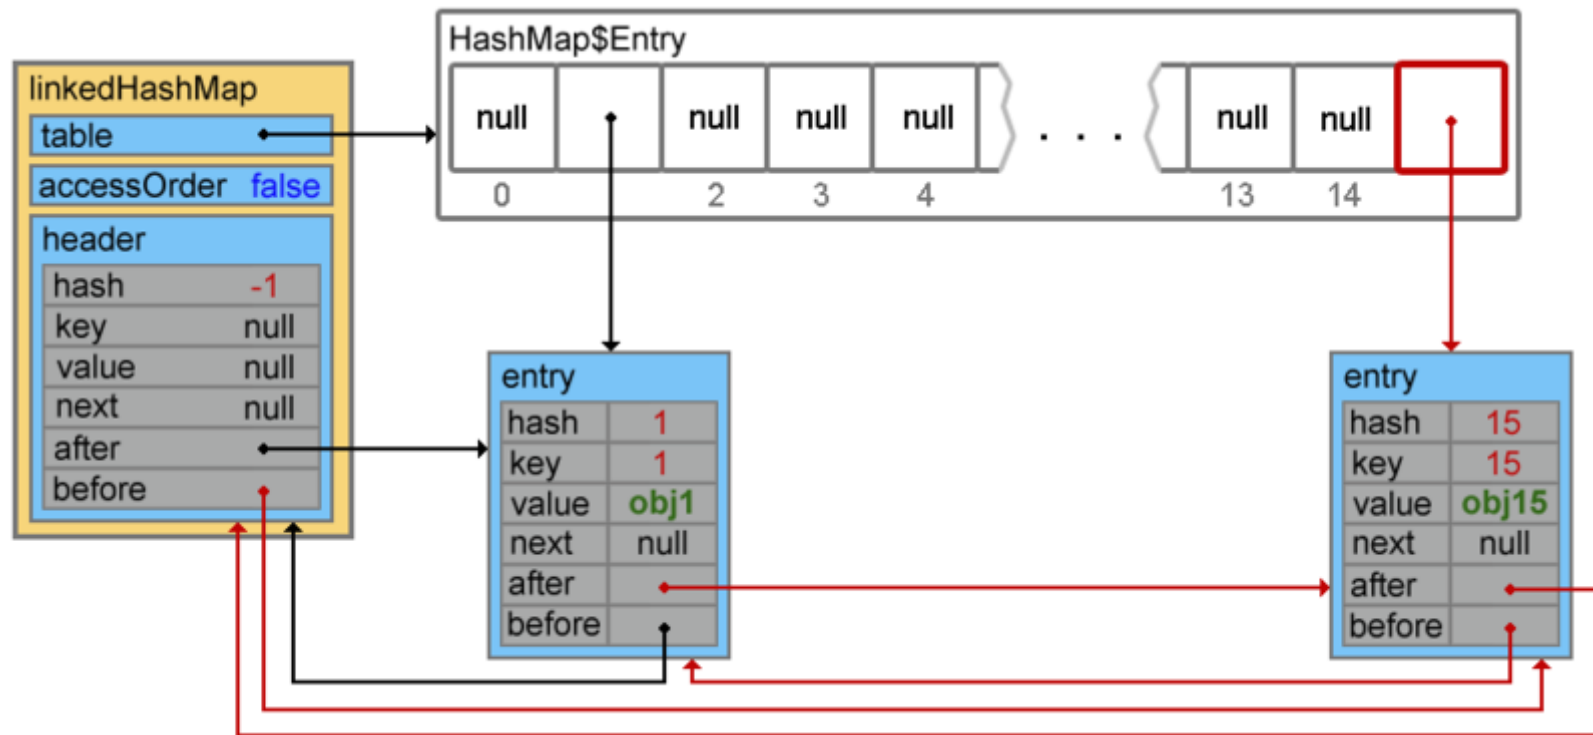 HashMap$Entry
null null null null . . . null null
0 2 3 4 13 14
linkedHashMap
table
accessOrder false
header
hash -1
key null
value null
next null
after
before
entry
hash 1
key 1
value obj1
next null
after
before
entry
hash 15
key 15
value obj15
next null
after
before